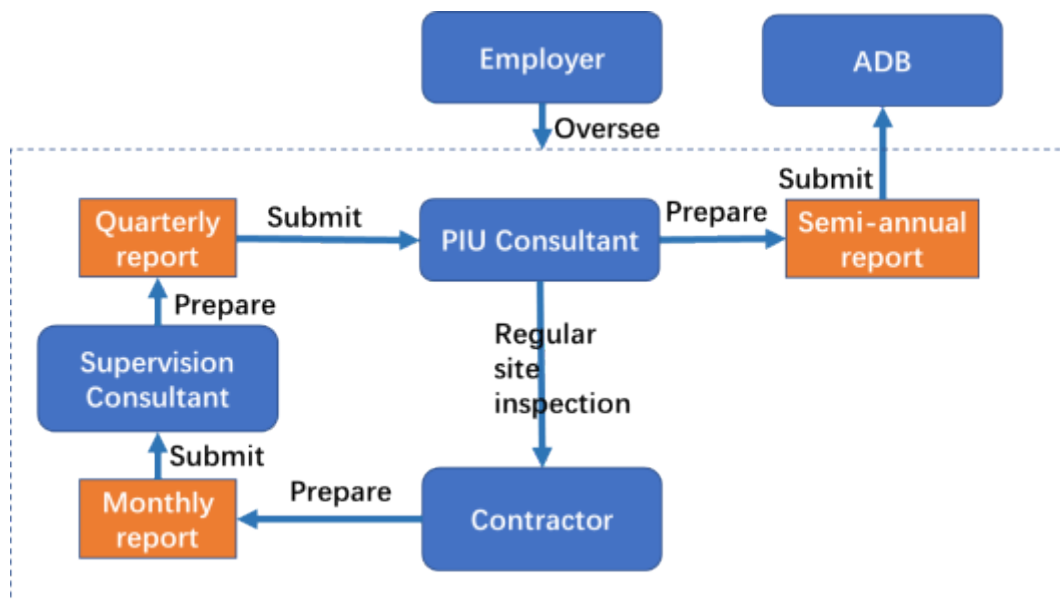 Employer
ADB
Oversee
Submit
Quarterly
report
Submit
PIU Consultant
Prepare
Semi-annual
report
Prepare
Supervision
Consultant
Regular
site
inspection
Submit
Monthly
report
Prepare
Contractor